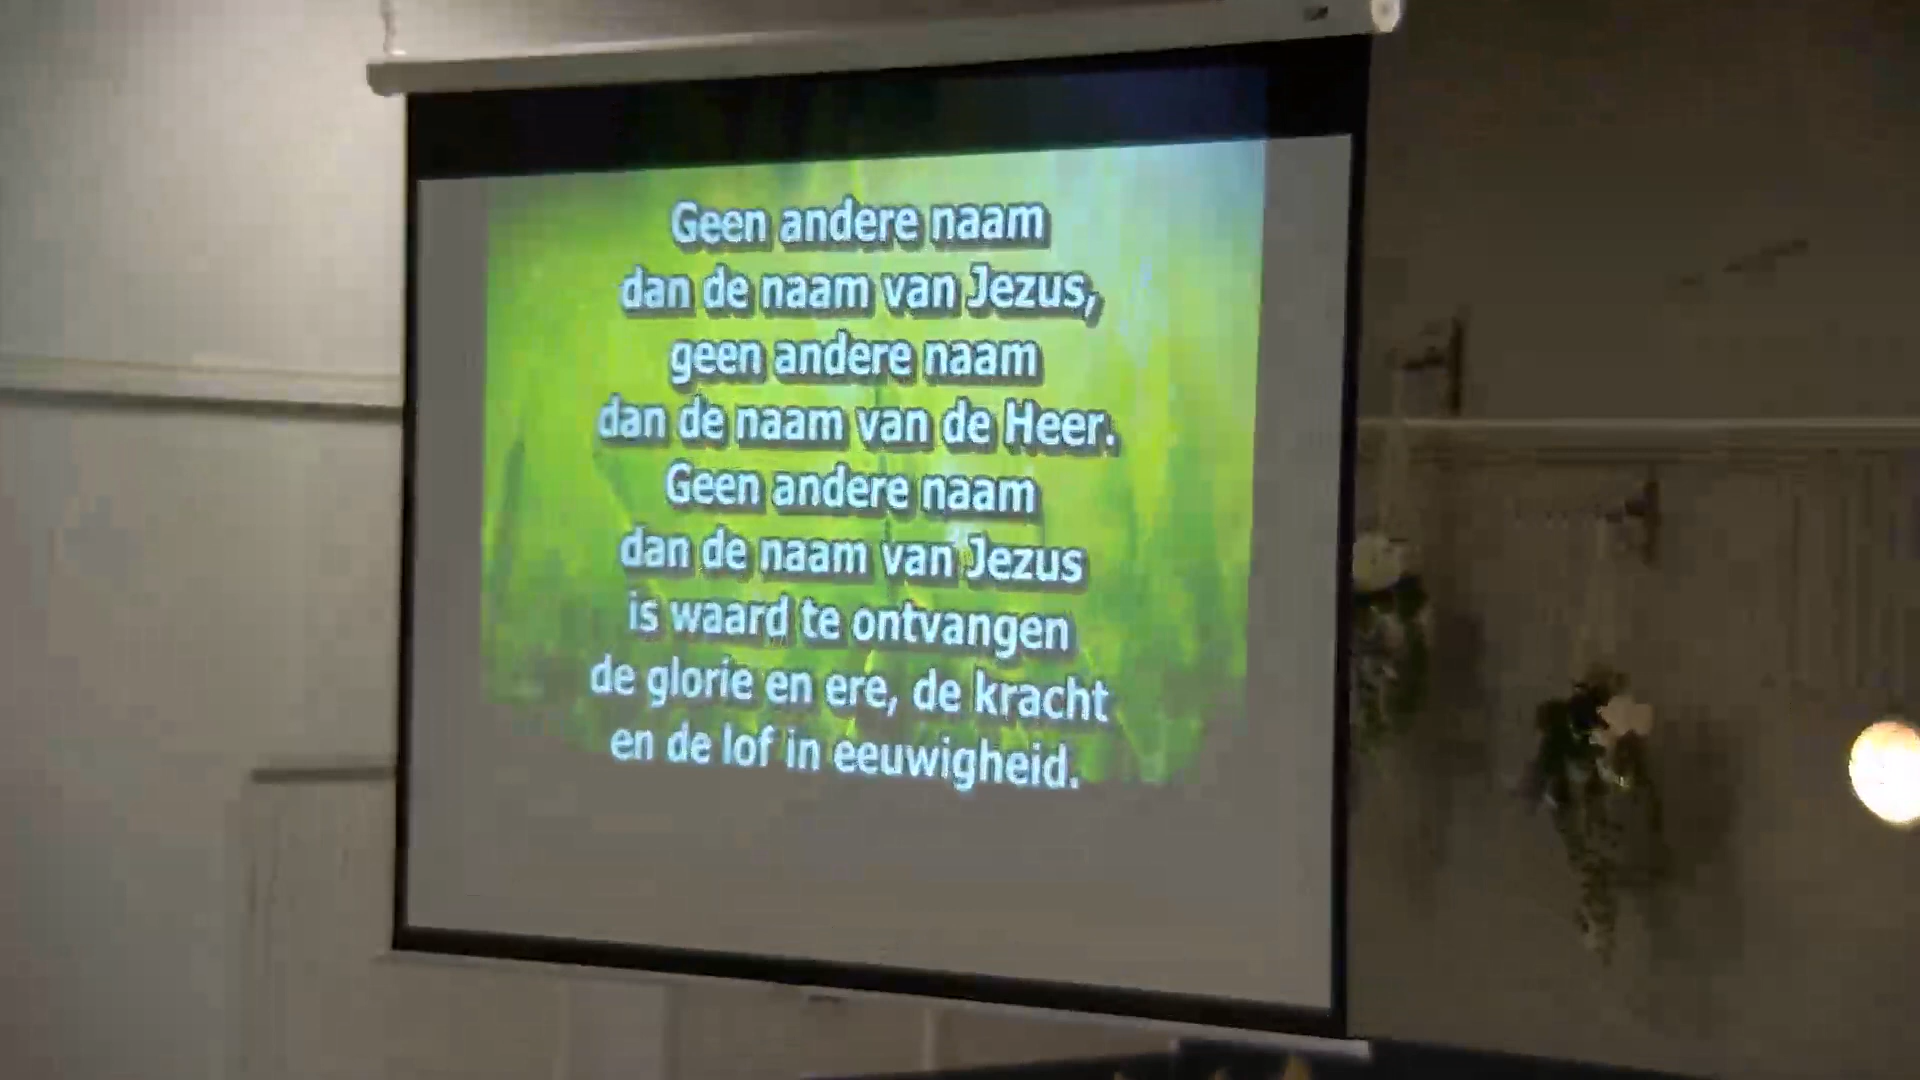 Geen andere naam
dan de naam van Jezus,
geen andere naam
dan de naam van de Heer.
Geen andere naam
dan de naam van Jezus
is waard te ontvangen
de glorie en ere, de kracht
en de lof in eeuwigheid.